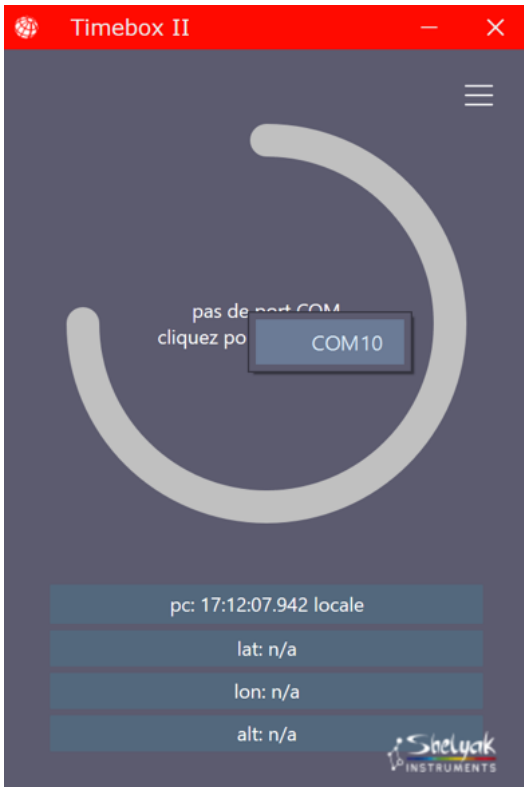 Timebox II
pas de port COM
cliquez po
COM10
pc: 17:12:07.942 locale
lat: n/a
lon: n/a
alt: n/a
Shelyak
INSTRUMENTS